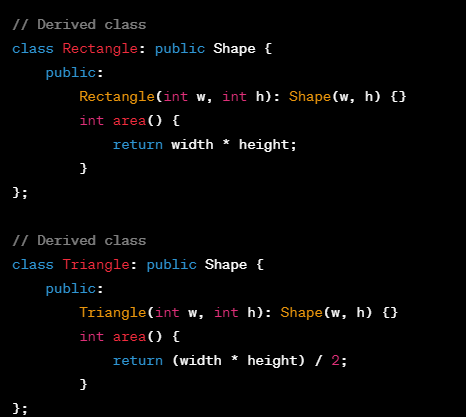 // Derived class
class Rectangle: public Shape {
    public:
        Rectangle(int w, int h): Shape(w, h) {}
        int area() {
            return width * height;
        }
};

// Derived class
class Triangle: public Shape {
    public:
        Triangle(int w, int h): Shape(w, h) {}
        int area() {
            return (width * height) / 2;
        }
};